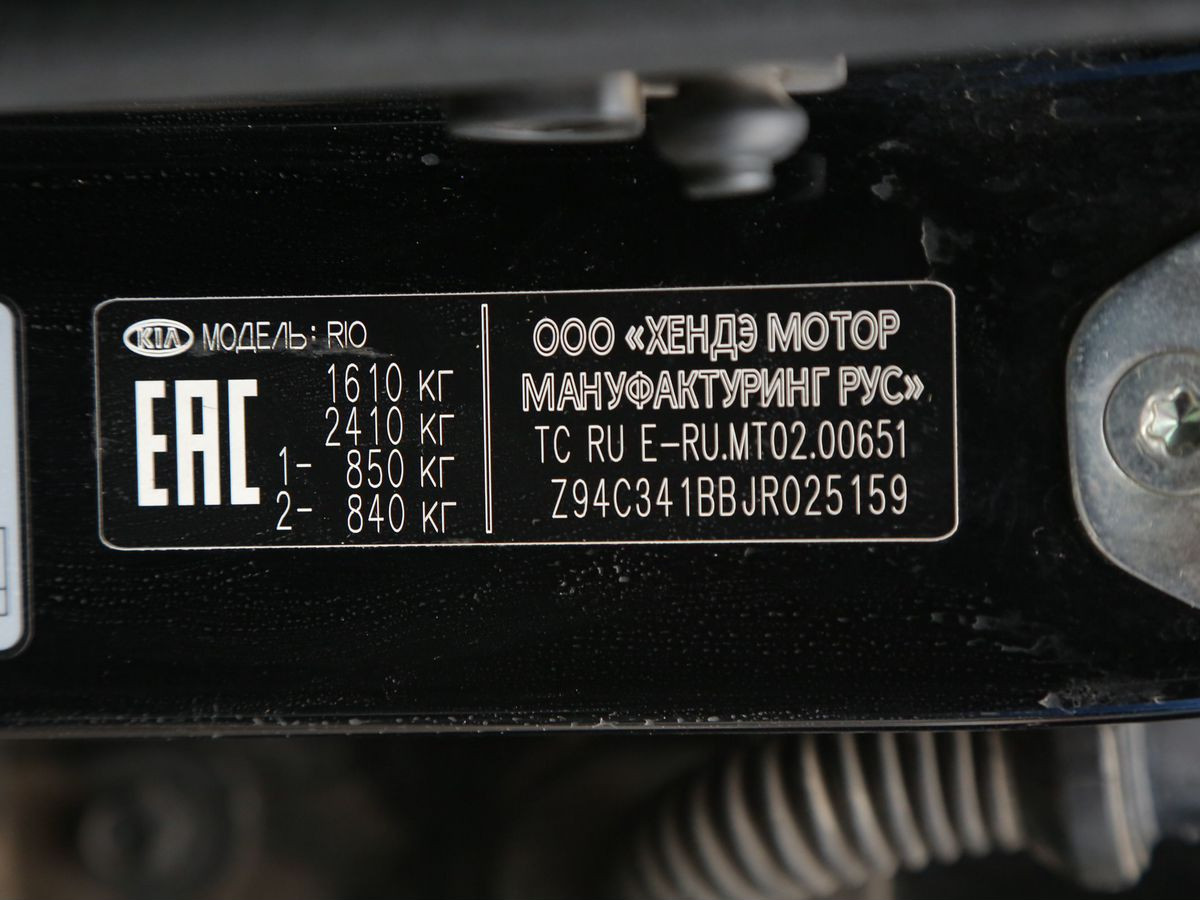 KIA МОДЕЛЬ: RIO
EAC
1610 КГ
2410 КГ
1- 850 КГ
2- 840 КГ
ООО «ХЕНДЭ МОТОР
МАНУФАКТУРИНГ РУС»
ТС RU E-RU.MT02.00651
Z94C341BBJR025159